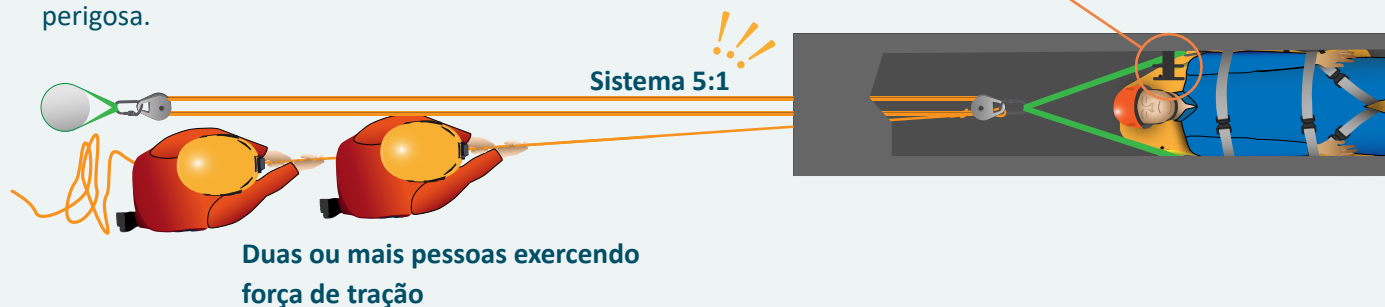 perigosa.
Sistema 5:1
Duas ou mais pessoas exercendo
força de tração